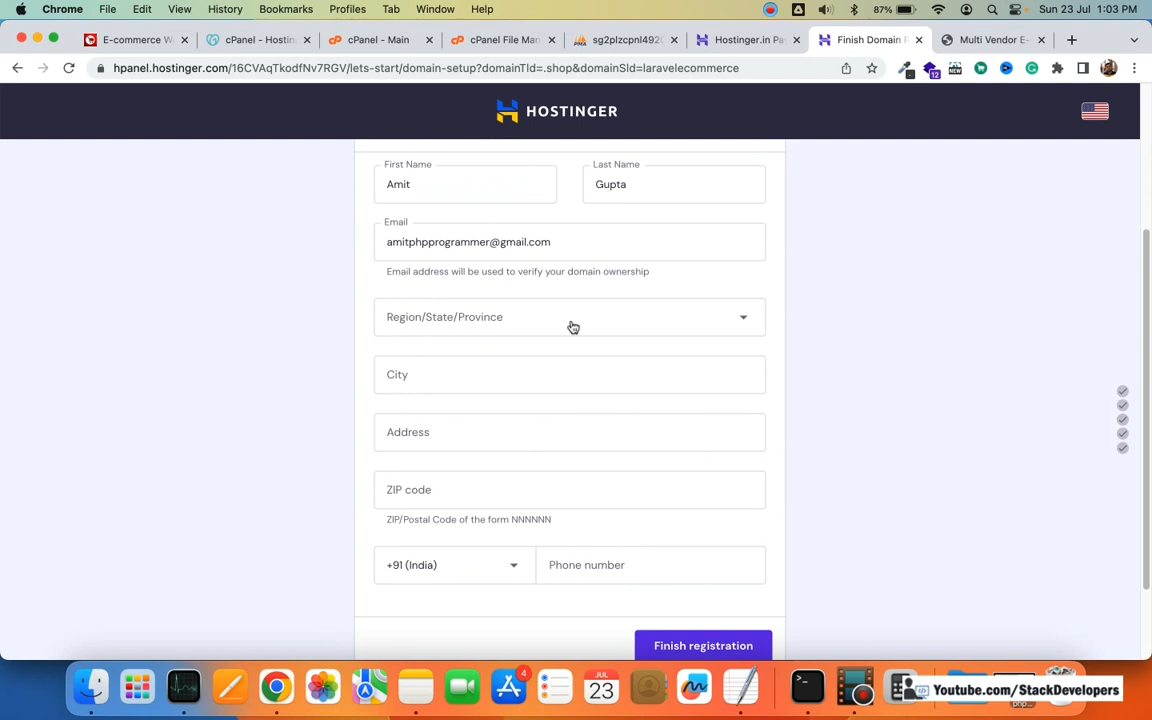 Chrome File Edit View History Bookmarks Profiles Tab Window Help 87% Sun 23 Jul 1:03 PM
E-commerce W cPanel - Hostin cPanel - Main cPanel File Man sg2plzcpnl492 Hostinger.in Pa Finish Domain R Multi Vendor E-
hpanel.hostinger.com/16CVAqTkodfNv7RGV/lets-start/domain-setup?domainTld=.shop&domainSld=laravelecommerce
NEW
12
HOSTINGER
First Name
Last Name
Amit
Gupta
Email
amitphpprogrammer@gmail.com
Email address will be used to verify your domain ownership
Region/State/Province
City
Address
ZIP code
ZIP/Postal Code of the form NNNNNN
+91 (India)
Phone number
Finish registration
4
JUL
23
Youtube.com/StackDevelopers